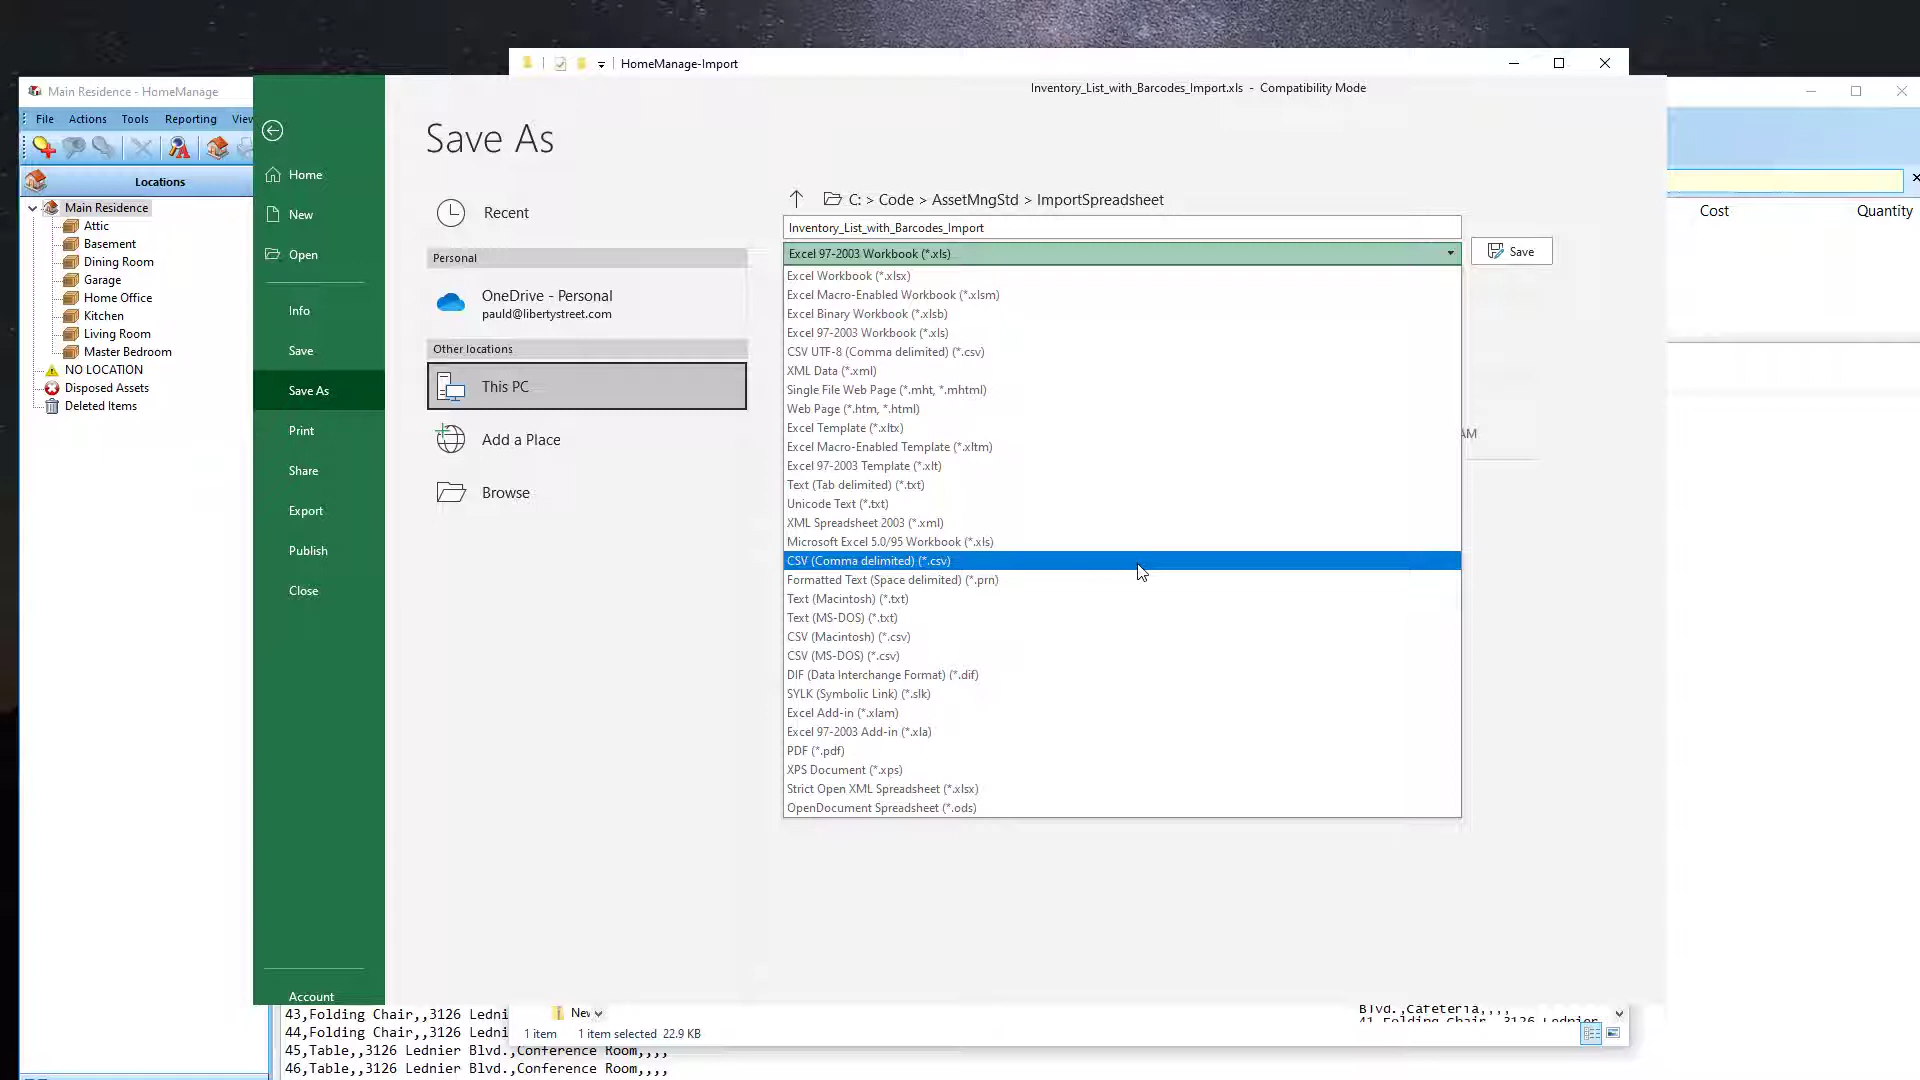 HomeManage-Import
Main Residence - HomeManage
Inventory_List_with_Barcodes_Import.xls - Compatibility Mode
File Actions Tools Reporting View
Locations
Main Residence
Attic
Basement
Dining Room
Garage
Home Office
Kitchen
Living Room
Master Bedroom
NO LOCATION
Disposed Assets
Deleted Items
Home
New
Open
Info
Save
Save As
Print
Share
Export
Publish
Close
Account
Save As
Recent
Personal
OneDrive - Personal
pauld@libertystreet.com
Other locations
This PC
Add a Place
Browse
C: > Code > AssetMngStd > ImportSpreadsheet
Inventory_List_with_Barcodes_Import
Excel 97-2003 Workbook (*.xls)
Save
Excel Workbook (*.xlsx)
Excel Macro-Enabled Workbook (*.xlsm)
Excel Binary Workbook (*.xlsb)
Excel 97-2003 Workbook (*.xls)
CSV UTF-8 (Comma delimited) (*.csv)
XML Data (*.xml)
Single File Web Page (*.mht, *.mhtml)
Web Page (*.htm, *.html)
Excel Template (*.xltx)
Excel Macro-Enabled Template (*.xltm)
Excel 97-2003 Template (*.xlt)
Text (Tab delimited) (*.txt)
Unicode Text (*.txt)
XML Spreadsheet 2003 (*.xml)
Microsoft Excel 5.0/95 Workbook (*.xls)
CSV (Comma delimited) (*.csv)
Formatted Text (Space delimited) (*.prn)
Text (Macintosh) (*.txt)
Text (MS-DOS) (*.txt)
CSV (Macintosh) (*.csv)
CSV (MS-DOS) (*.csv)
DIF (Data Interchange Format) (*.dif)
SYLK (Symbolic Link) (*.slk)
Excel Add-in (*.xlam)
Excel 97-2003 Add-in (*.xla)
PDF (*.pdf)
XPS Document (*.xps)
Strict Open XML Spreadsheet (*.xlsx)
OpenDocument Spreadsheet (*.ods)
AM
Cost Quantity
43,Folding Chair,,3126 Ledni
44,Folding Chair,,3126 Ledni
45,Table,,3126 Lednier Blvd.,Conference Room,,,,
46,Table,,3126 Lednier Blvd.,Conference Room,,,,
Nev
1 item 1 item selected 22.9 KB
Blvd.,Cafeteria,,,,
41,Folding Chair,,3126 Lednier